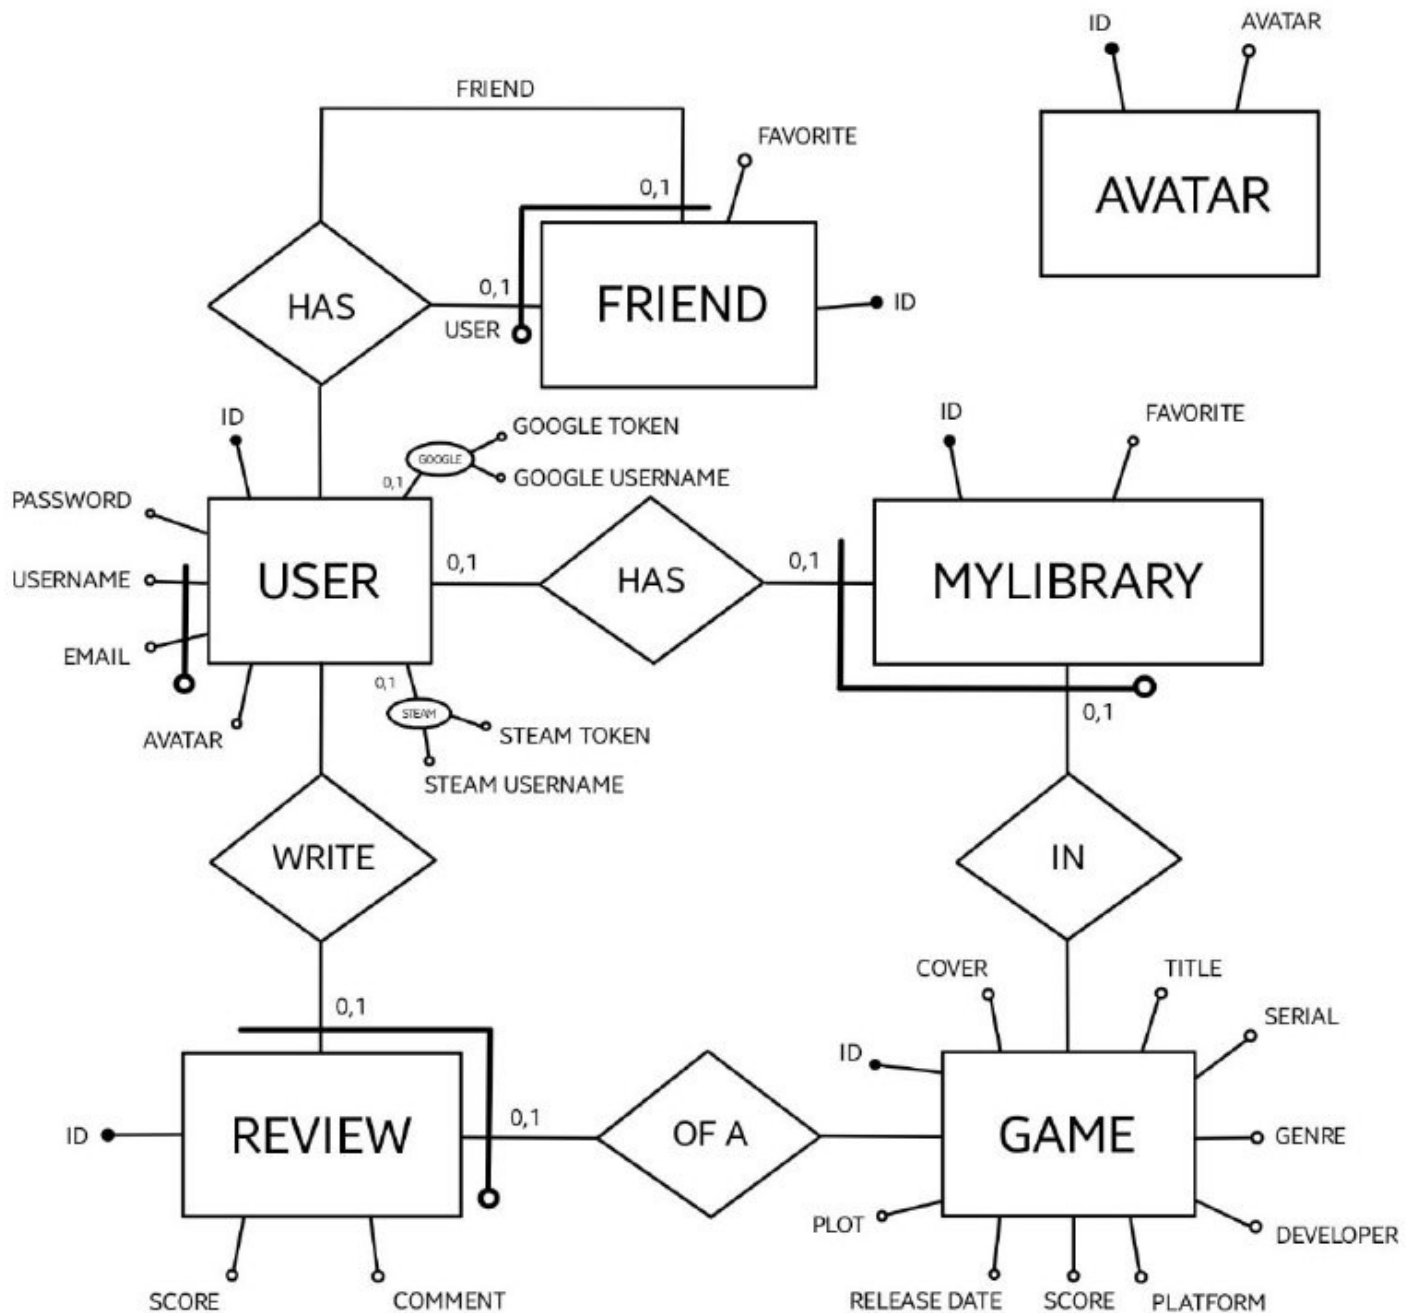 ID
AVATAR
AVATAR
FRIEND
FAVORITE
0,1
HAS
0,1
USER
FRIEND
ID
ID
GOOGLE TOKEN
GOOGLE
GOOGLE USERNAME
0,1
ID
FAVORITE
PASSWORD
USERNAME
EMAIL
USER
0,1
HAS
0,1
MYLIBRARY
AVATAR
0,1
STEAM
STEAM TOKEN
STEAM USERNAME
0,1
WRITE
IN
0,1
COVER
TITLE
SERIAL
ID
ID
REVIEW
0,1
OF A
GAME
GENRE
PLOT
DEVELOPER
SCORE
COMMENT
RELEASE DATE
SCORE
PLATFORM